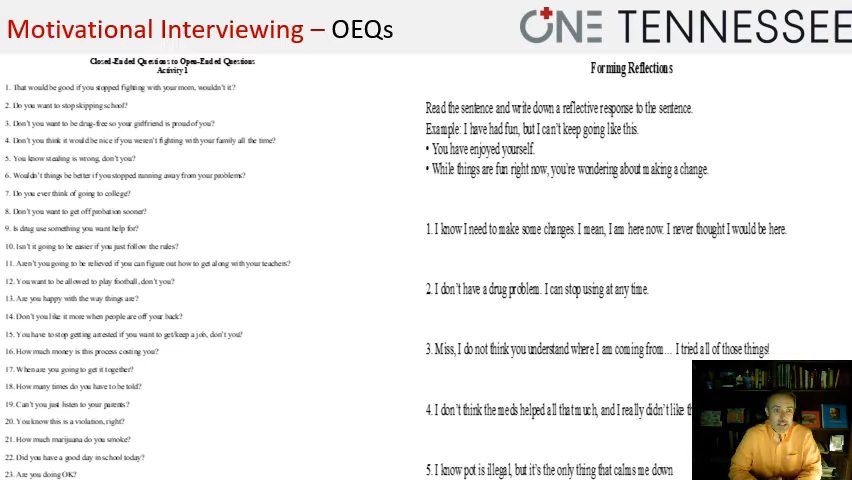 Motivational Interviewing – OEQs
ONE TENNESSEE
Closed-Ended Questions to Open-Ended Questions
Activity 1
1. That would be good if you stopped fighting with your mom, wouldn't it?
2. Do you want to stop skipping school?
3. Don't you want to be drug-free so your girlfriend is proud of you?
4. Don't you think it would be nice if you weren't fighting with your family all the time?
5. You know stealing is wrong, don't you?
6. Wouldn't things be better if you stopped running away from your problems?
7. Do you ever think of going to college?
8. Don't you want to get off probation sooner?
9. Is drug use something you want help for?
10. Isn't it going to be easier if you just follow the rules?
11. Aren't you going to be relieved if you can figure out how to get along with your teachers?
12. You want to be allowed to play football, don't you?
13. Are you happy with the way things are?
14. Don't you like it more when people are off your back?
15. You have to stop getting arrested if you want to get/keep a job, don't you?
16. How much money is this process costing you?
17. When are you going to get it together?
18. How many times do you have to be told?
19. Can't you just listen to your parents?
20. You know this is a violation, right?
21. How much marijuana do you smoke?
22. Did you have a good day in school today?
23. Are you doing OK?
Forming Reflections
Read the sentence and write down a reflective response to the sentence.
Example: I have had fun, but I can't keep going like this.
• You have enjoyed yourself.
• While things are fun right now, you're wondering about making a change.
1. I know I need to make some changes. I mean, I am here now. I never thought I would be here.
2. I don't have a drug problem. I can stop using at any time.
3. Miss, I do not think you understand where I am coming from… I tried all of those things!
4. I don't think the meds helped all that much, and I really didn't like
5. I know pot is illegal, but it's the only thing that calms me down